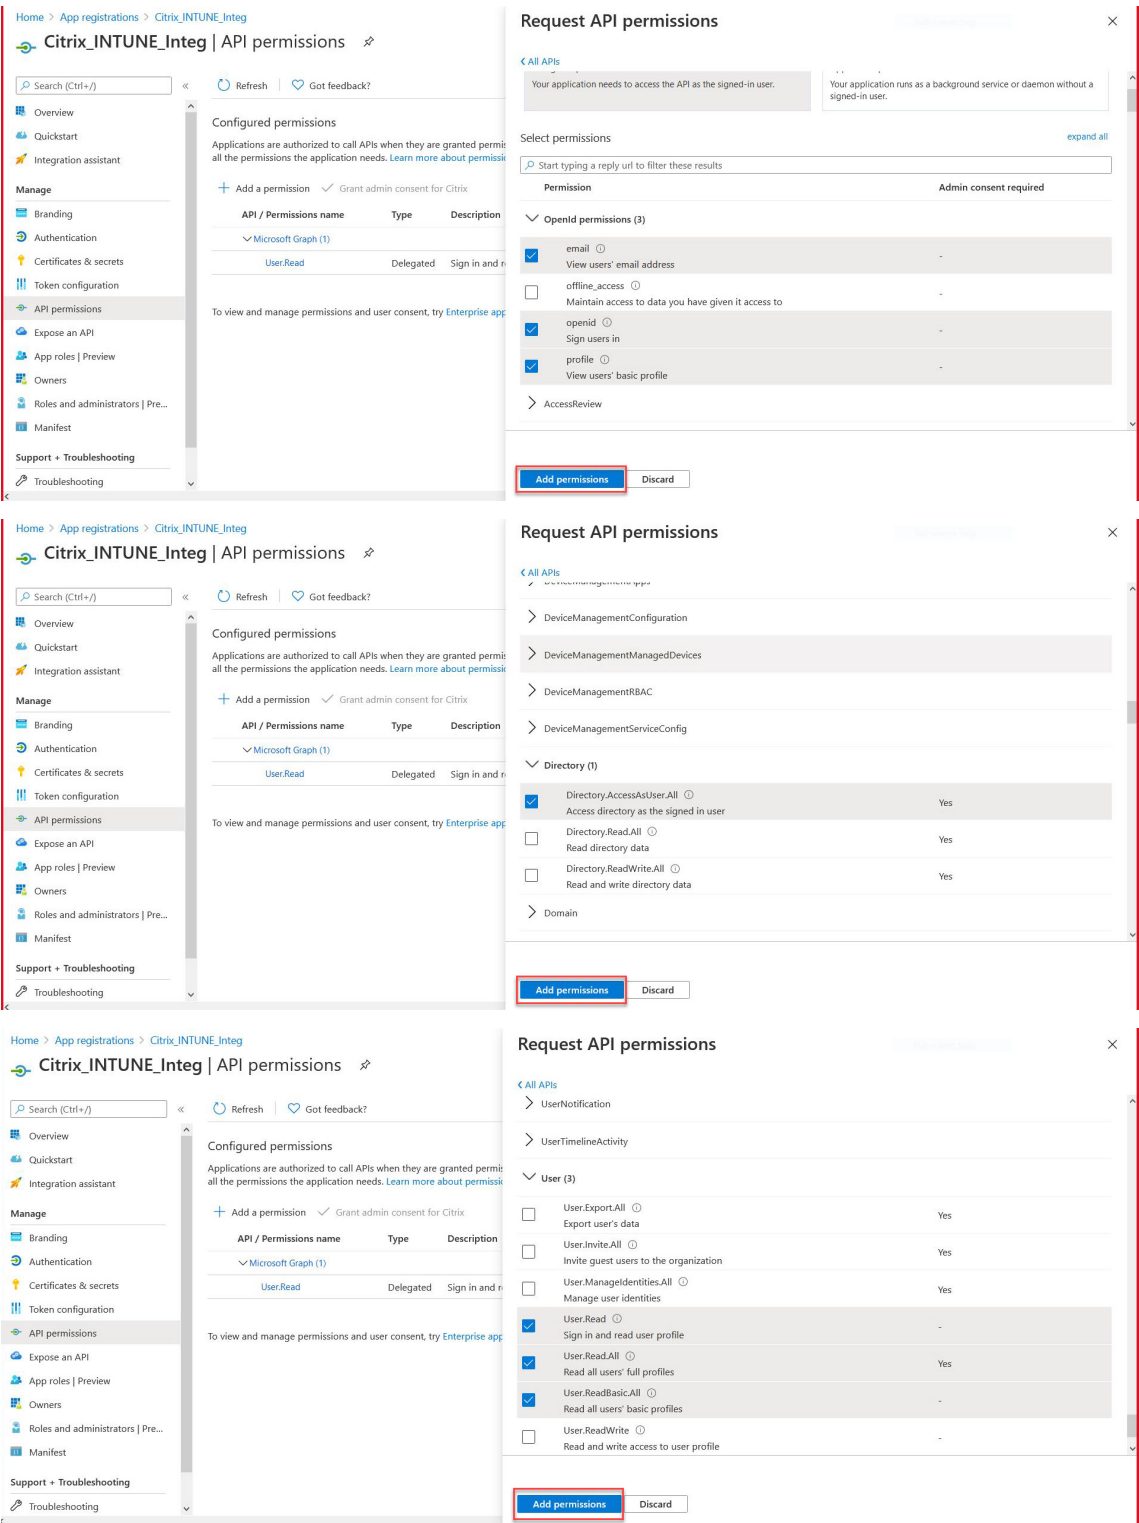 Home > App registrations > Citrix_INTUNE_Integ
Citrix_INTUNE_Integ | API permissions
Search (Ctrl+/)
«
Overview
Quickstart
Integration assistant
Manage
Branding
Authentication
Certificates & secrets
Token configuration
API permissions
Expose an API
App roles | Preview
Owners
Roles and administrators | Pre...
Manifest
Support + Troubleshooting
Troubleshooting
Refresh
Got feedback?
Configured permissions
Applications are authorized to call APIs when they are granted permis
all the permissions the application needs. Learn more about permissi
Add a permission Grant admin consent for Citrix
API / Permissions name Type Description
Microsoft Graph (1)
User.Read Delegated Sign in and r
To view and manage permissions and user consent, try Enterprise app
Request API permissions
All APIs
Your application needs to access the API as the signed-in user.
Your application runs as a background service or daemon without a
signed-in user.
Select permissions
expand all
Start typing a reply url to filter these results
Permission Admin consent required
OpenId permissions (3)
email
View users' email address
-
offline_access
Maintain access to data you have given it access to
-
openid
Sign users in
-
profile
View users' basic profile
-
AccessReview
Add permissions Discard
Home > App registrations > Citrix_INTUNE_Integ
Citrix_INTUNE_Integ | API permissions
Search (Ctrl+/)
«
Overview
Quickstart
Integration assistant
Manage
Branding
Authentication
Certificates & secrets
Token configuration
API permissions
Expose an API
App roles | Preview
Owners
Roles and administrators | Pre...
Manifest
Support + Troubleshooting
Troubleshooting
Refresh
Got feedback?
Configured permissions
Applications are authorized to call APIs when they are granted permis
all the permissions the application needs. Learn more about permissi
Add a permission Grant admin consent for Citrix
API / Permissions name Type Description
Microsoft Graph (1)
User.Read Delegated Sign in and r
To view and manage permissions and user consent, try Enterprise app
Request API permissions
All APIs
DeviceManagementApps
DeviceManagementConfiguration
DeviceManagementManagedDevices
DeviceManagementRBAC
DeviceManagementServiceConfig
Directory (1)
Directory.AccessAsUser.All
Access directory as the signed in user
Yes
Directory.Read.All
Read directory data
Yes
Directory.ReadWrite.All
Read and write directory data
Yes
Domain
Add permissions Discard
Home > App registrations > Citrix_INTUNE_Integ
Citrix_INTUNE_Integ | API permissions
Search (Ctrl+/)
«
Overview
Quickstart
Integration assistant
Manage
Branding
Authentication
Certificates & secrets
Token configuration
API permissions
Expose an API
App roles | Preview
Owners
Roles and administrators | Pre...
Manifest
Support + Troubleshooting
Troubleshooting
Refresh
Got feedback?
Configured permissions
Applications are authorized to call APIs when they are granted permis
all the permissions the application needs. Learn more about permissi
Add a permission Grant admin consent for Citrix
API / Permissions name Type Description
Microsoft Graph (1)
User.Read Delegated Sign in and r
To view and manage permissions and user consent, try Enterprise app
Request API permissions
All APIs
UserNotification
UserTimelineActivity
User (3)
User.Export.All
Export user's data
Yes
User.Invite.All
Invite guest users to the organization
Yes
User.ManageIdentities.All
Manage user identities
Yes
User.Read
Sign in and read user profile
-
User.Read.All
Read all users' full profiles
Yes
User.ReadBasic.All
Read all users' basic profiles
-
User.ReadWrite
Read and write access to user profile
-
Add permissions Discard